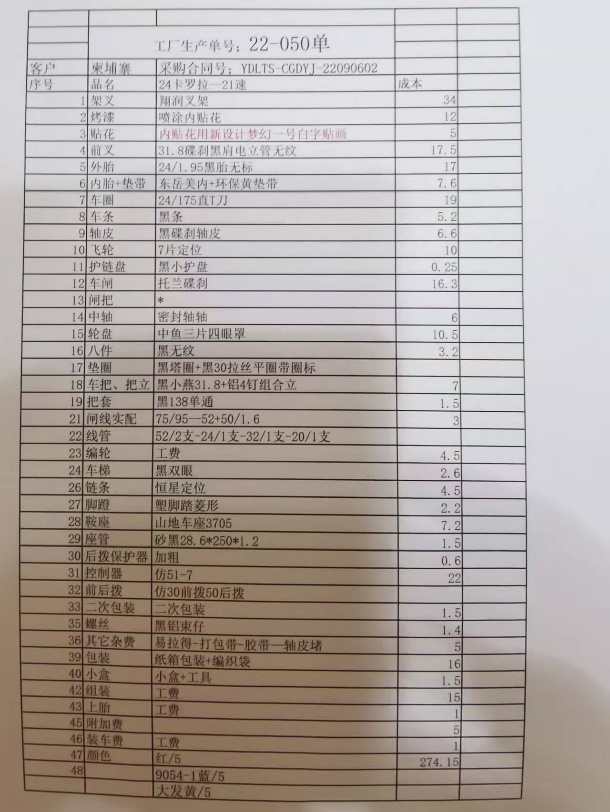 工厂生产单号；22-050单
客户 柬埔寨 采购合同号；YDLTS-CGDYJ-22090602
序号 品名 24卡罗拉—21速 成本
1 架叉 翔润叉架 34
2 烤漆 喷涂内贴花 12
3 贴花 内贴花用新设计梦幻一号白字贴画 5
4 前叉 31.8碟刹黑肩电立管无纹 17.5
5 外胎 24/1.95黑胎无标 17
6 内胎+垫带 东岳美内+环保黄垫带 7.6
7 车圈 24/175直T刀 19
8 车条 黑条 5.2
9 轴皮 黑碟刹轴皮 6.6
10 飞轮 7片定位 10
11 护链盘 黑小护盘 0.25
12 车闸 托兰碟刹 16.3
13 闸把 *
14 中轴 密封轴轴 6
15 轮盘 中鱼三片四眼罩 10.5
16 八件 黑无纹 3.2
17 垫圈 黑塔圈+黑30拉丝平圈带圈标
18 车把、把立 黑小燕31.8+铝4钉组合立 7
19 把套 黑138单通 1.5
21 闸线实配 75/95—52+50/1.6 3
22 线管 52/2支-24/1支-32/1支-20/1支
23 编轮 工费 4.5
24 车梯 黑双眼 2.6
26 链条 恒星定位 4.5
27 脚蹬 塑脚踏菱形 2.2
28 鞍座 山地车座3705 7.2
29 座管 砂黑28.6*250*1.2 1.5
30 后拨保护器 加粗 0.6
31 控制器 仿51-7 22
32 前后拨 仿30前拨50后拨
33 二次包装 二次包装 1.5
35 螺丝 黑铝束仔 1.4
36 其它杂费 易拉得-打包带-胶带—轴皮堵 5
39 包装 纸箱包装+编织袋 16
40 小盒 小盒+工具 1.5
42 组装 工费 15
43 上胎 工费 1
45 附加费 5
46 装车费 工费 1
47 颜色 红/5 274.15
48 9054-1蓝/5
大发黄/5